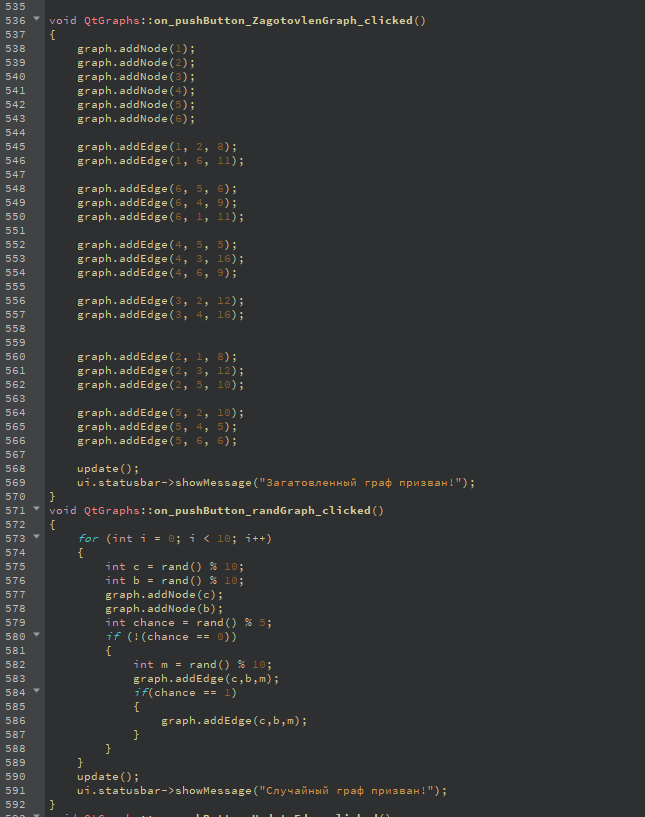 535
536 void QtGraphs::on_pushButton_ZagotovlenGraph_clicked()
537 {
538 graph.addNode(1);
539 graph.addNode(2);
540 graph.addNode(3);
541 graph.addNode(4);
542 graph.addNode(5);
543 graph.addNode(6);
544
545 graph.addEdge(1, 2, 8);
546 graph.addEdge(1, 6, 11);
547
548 graph.addEdge(6, 5, 6);
549 graph.addEdge(6, 4, 9);
550 graph.addEdge(6, 1, 11);
551
552 graph.addEdge(4, 5, 5);
553 graph.addEdge(4, 3, 16);
554 graph.addEdge(4, 6, 9);
555
556 graph.addEdge(3, 2, 12);
557 graph.addEdge(3, 4, 16);
558
559
560 graph.addEdge(2, 1, 8);
561 graph.addEdge(2, 3, 12);
562 graph.addEdge(2, 5, 10);
563
564 graph.addEdge(5, 2, 10);
565 graph.addEdge(5, 4, 5);
566 graph.addEdge(5, 6, 6);
567
568 update();
569 ui.statusbar->showMessage("Загатовленный граф призван!");
570 }
571 void QtGraphs::on_pushButton_randGraph_clicked()
572 {
573 for (int i = 0; i < 10; i++)
574 {
575 int c = rand() % 10;
576 int b = rand() % 10;
577 graph.addNode(c);
578 graph.addNode(b);
579 int chance = rand() % 5;
580 if (!(chance == 0))
581 {
582 int m = rand() % 10;
583 graph.addEdge(c,b,m);
584 if(chance == 1)
585 {
586 graph.addEdge(c,b,m);
587 }
588 }
589 }
590 update();
591 ui.statusbar->showMessage("Случайный граф призван!");
592 }